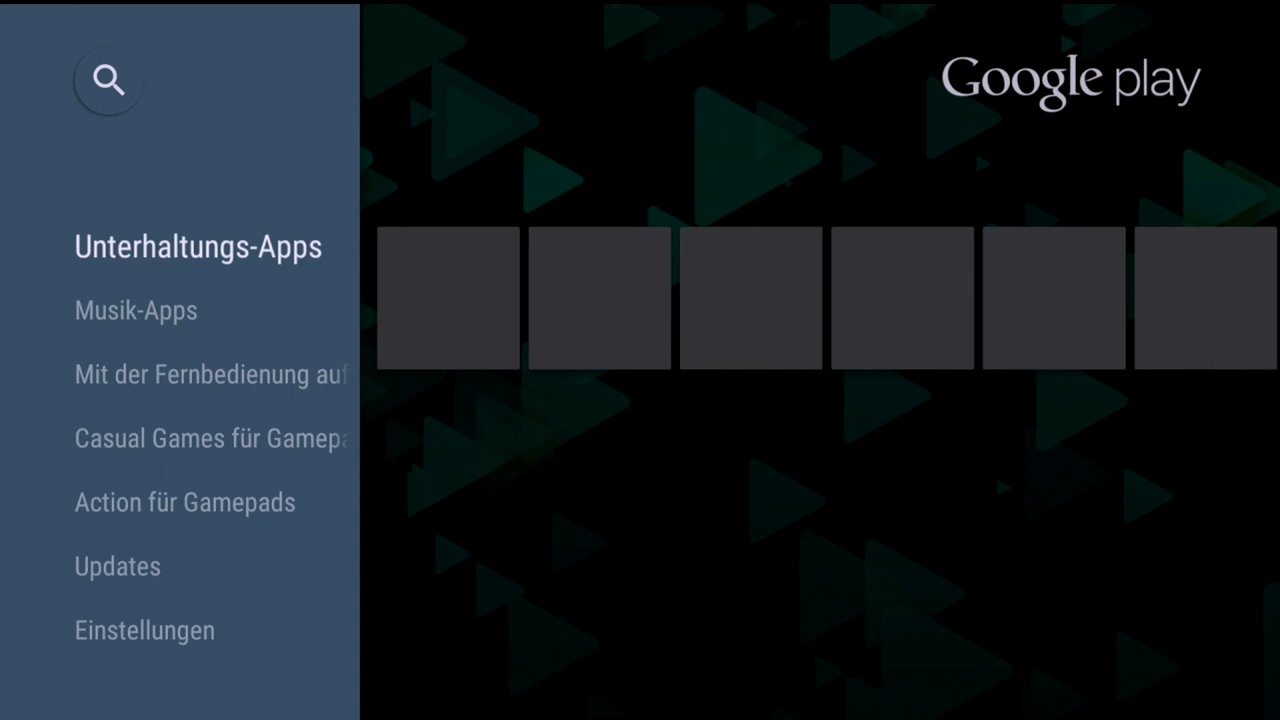 Google play
Unterhaltungs-Apps
Musik-Apps
Mit der Fernbedienung auf
Casual Games für Gamepa
Action für Gamepads
Updates
Einstellungen